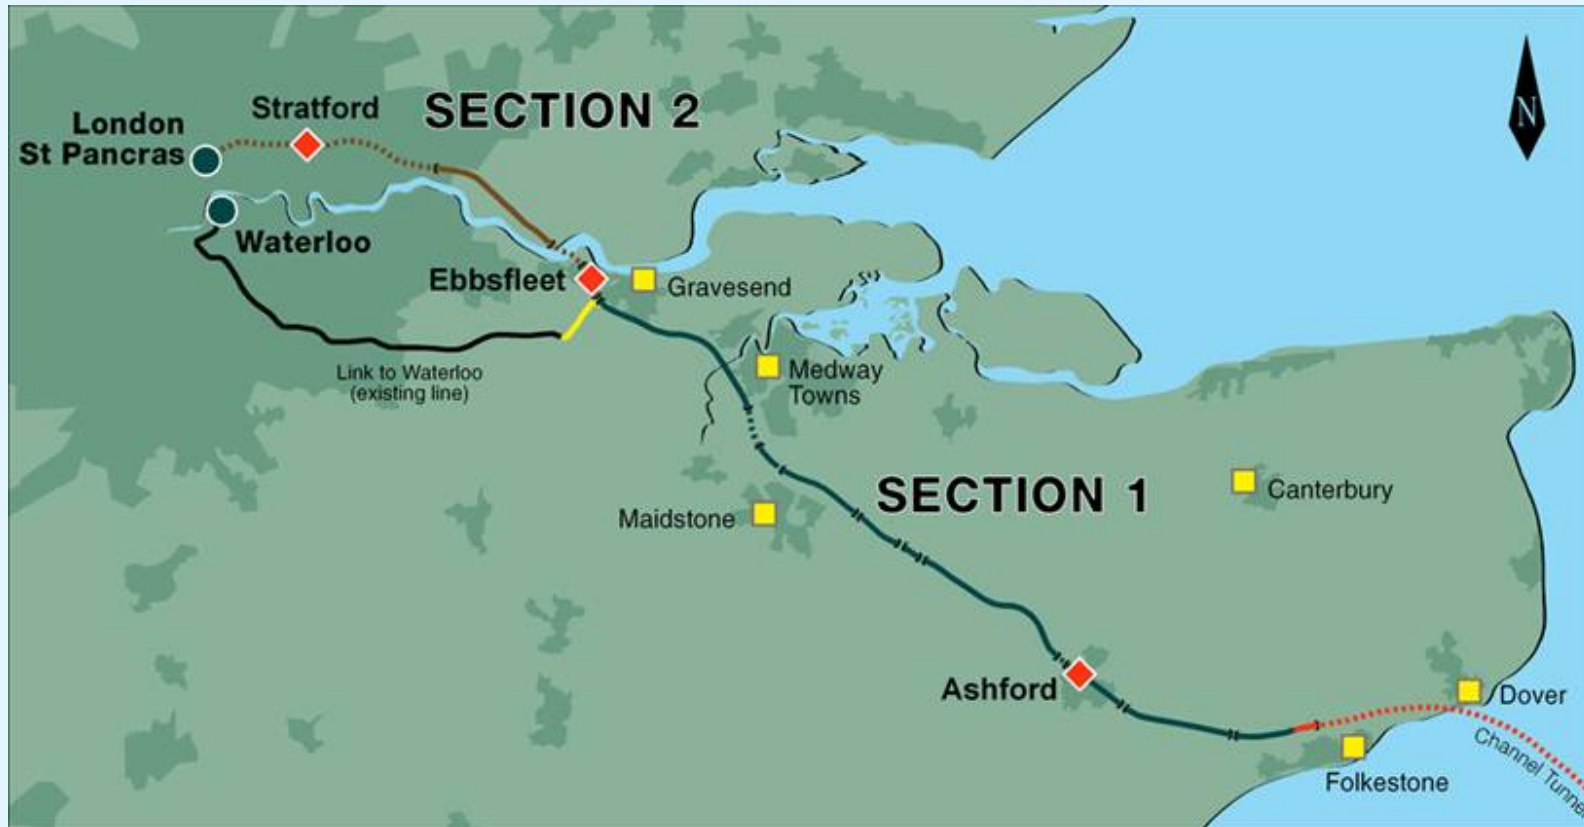 Stratford
SECTION 2
London
St Pancras
N
Waterloo
Ebbsfleet
Gravesend
Link to Waterloo
(existing line)
Medway
Towns
SECTION 1
Canterbury
Maidstone
Ashford
Dover
Channel Tunnel
Folkestone